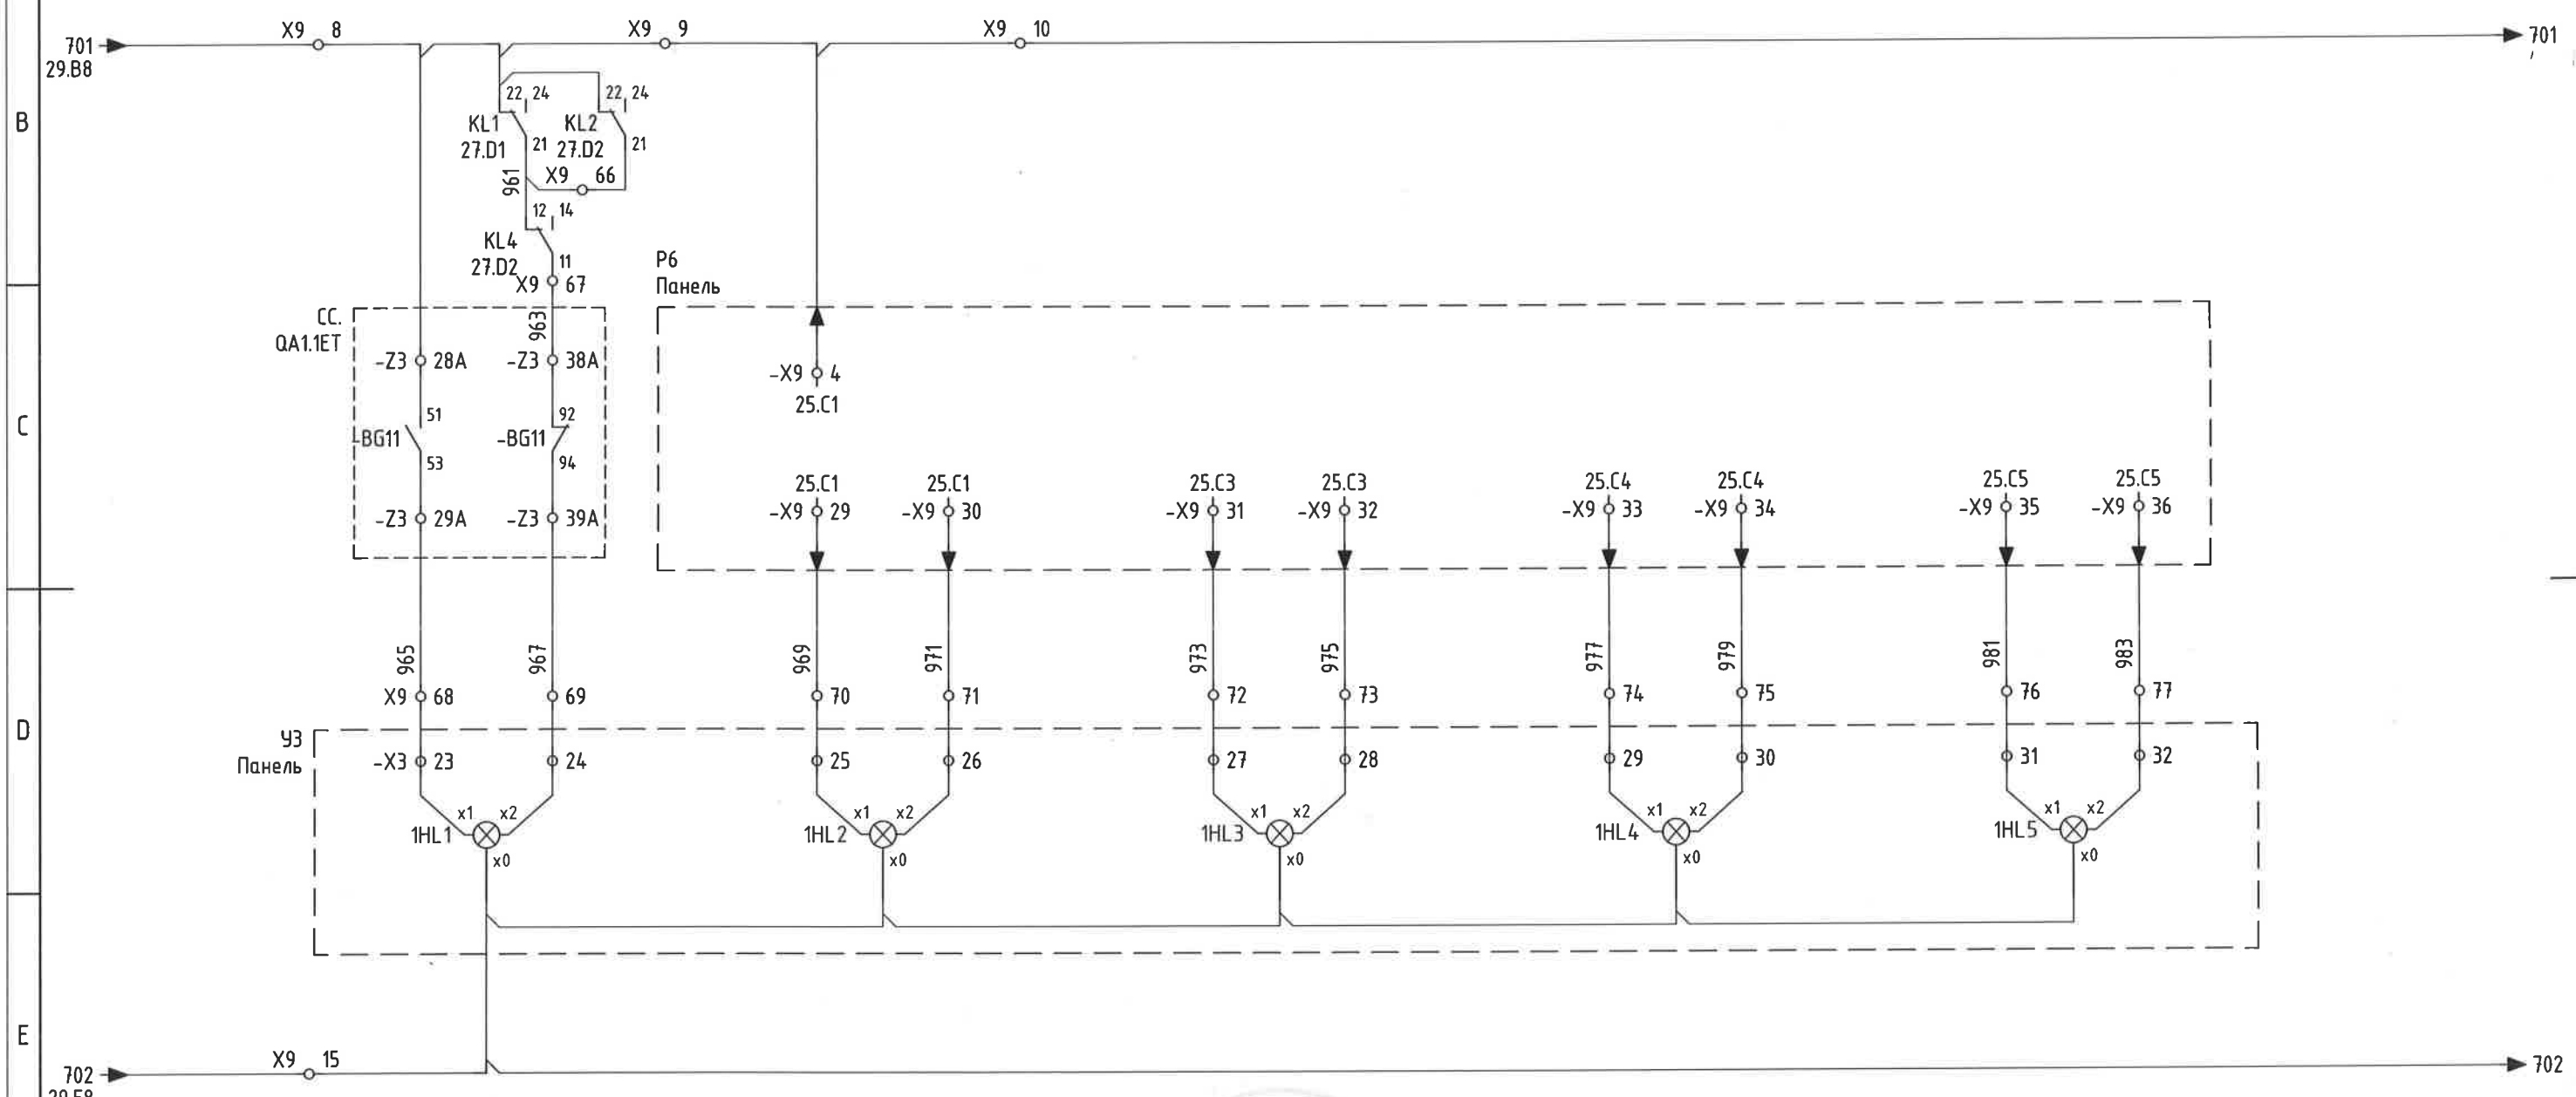 X9 8
X9 9
X9 10
701
701
29.B8
B
22 24
22 24
KL1
27.D1
21
KL2
27.D2
21
961
X9 66
12 14
KL4
27.D2
11
X9 67
P6
Панель
CC.
QA1.1ET
963
-Z3 28A
-Z3 38A
-X9 4
25.C1
C
51
92
-BG11
-BG11
53
94
25.C1
25.C1
25.C3
25.C3
25.C4
25.C4
25.C5
25.C5
-Z3 29A
-Z3 39A
-X9 29
-X9 30
-X9 31
-X9 32
-X9 33
-X9 34
-X9 35
-X9 36
965
967
969
971
973
975
977
979
981
983
X9 68
69
70
71
72
73
74
75
76
77
D
У3
Панель
-X3 23
24
25
26
27
28
29
30
31
32
x1 x2
x1 x2
x1 x2
x1 x2
x1 x2
1HL1
1HL2
1HL3
1HL4
1HL5
x0
x0
x0
x0
x0
E
X9 15
702
702